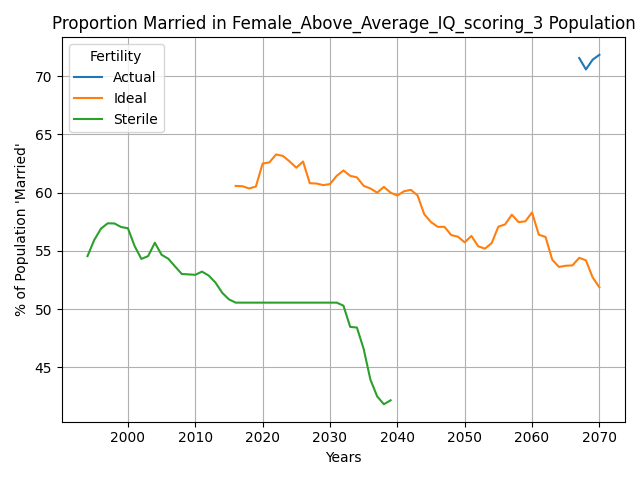 Proportion Married in Female_Above_Average_IQ_scoring_3 Population
% of Population 'Married'
Fertility
Actual
Ideal
Sterile
70
65
60
55
50
45
2000 2010 2020 2030 2040 2050 2060 2070
Years